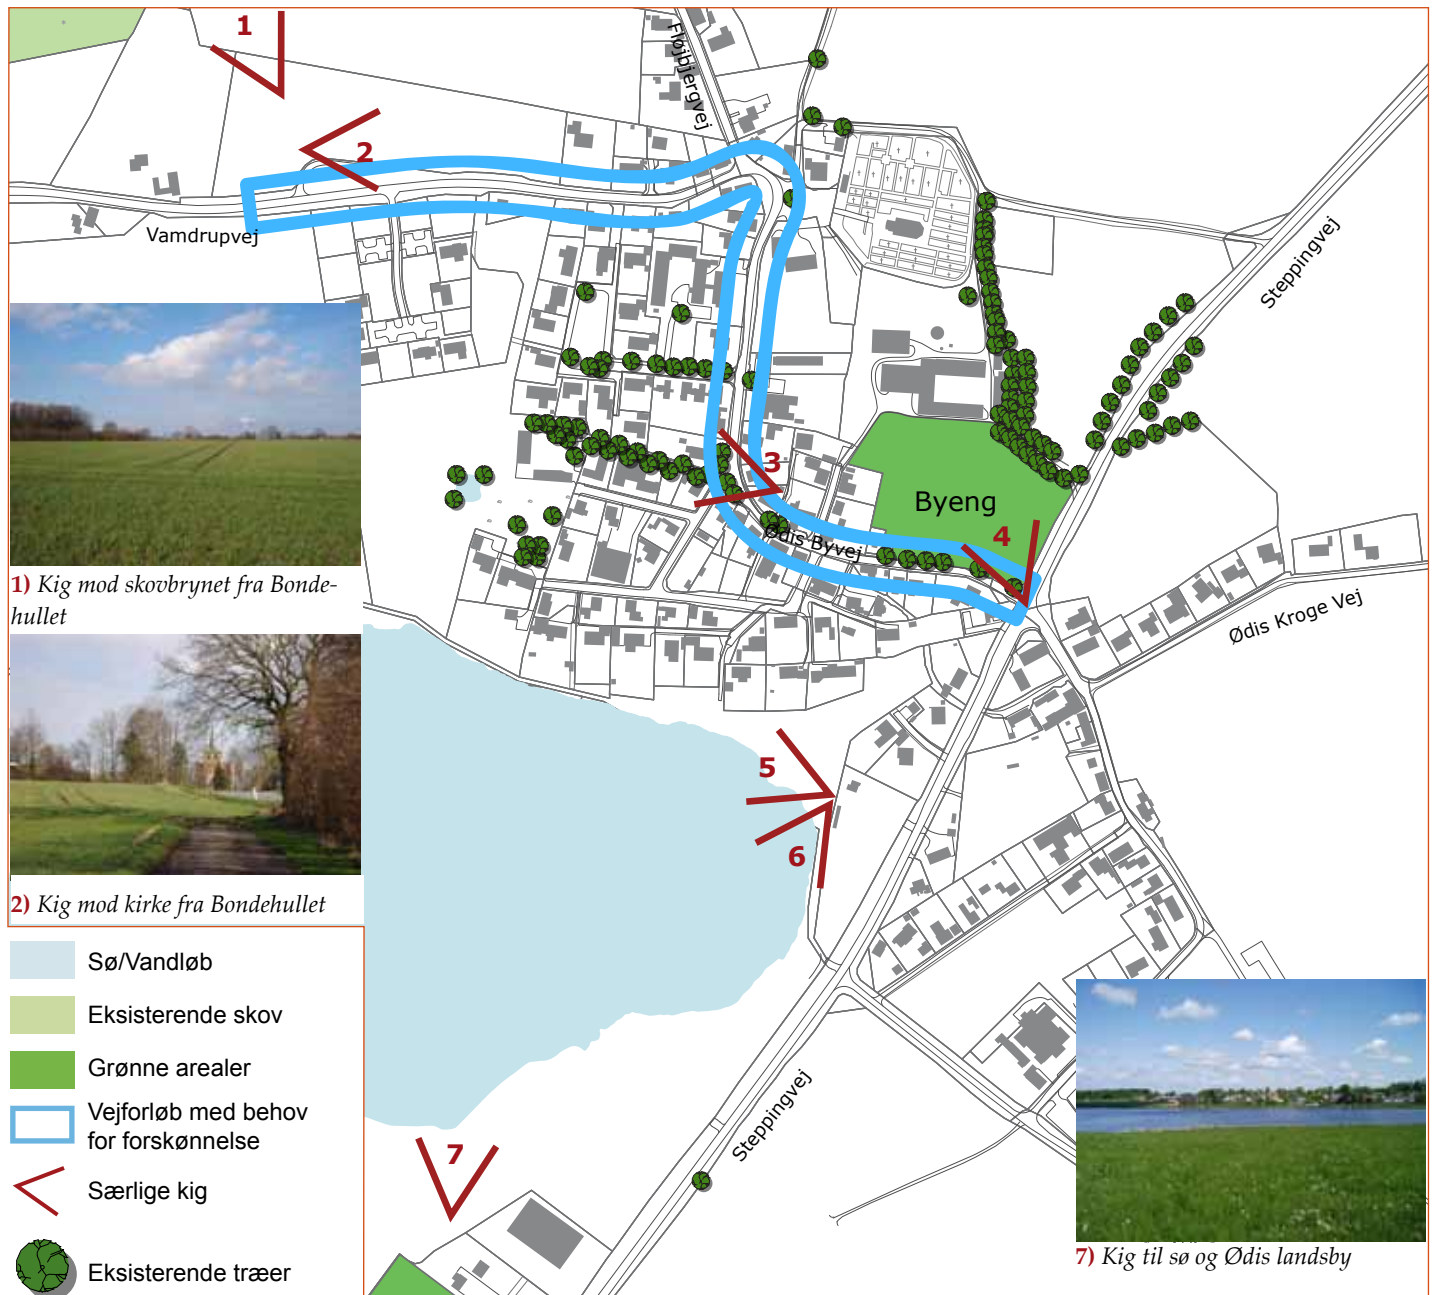 1
2
Fløjbjergvej
Vamdrupvej
Steppingvej
3
Byeng
4
Ødis Byvej
Ødis Kroge Vej
5
6
Steppingvej
7
1) Kig mod skovbrynet fra Bonde-
hullet
2) Kig mod kirke fra Bondehullet
Sø/Vandløb
Eksisterende skov
Grønne arealer
Vejforløb med behov
for forskønnelse
Særlige kig
Eksisterende træer
7) Kig til sø og Ødis landsby